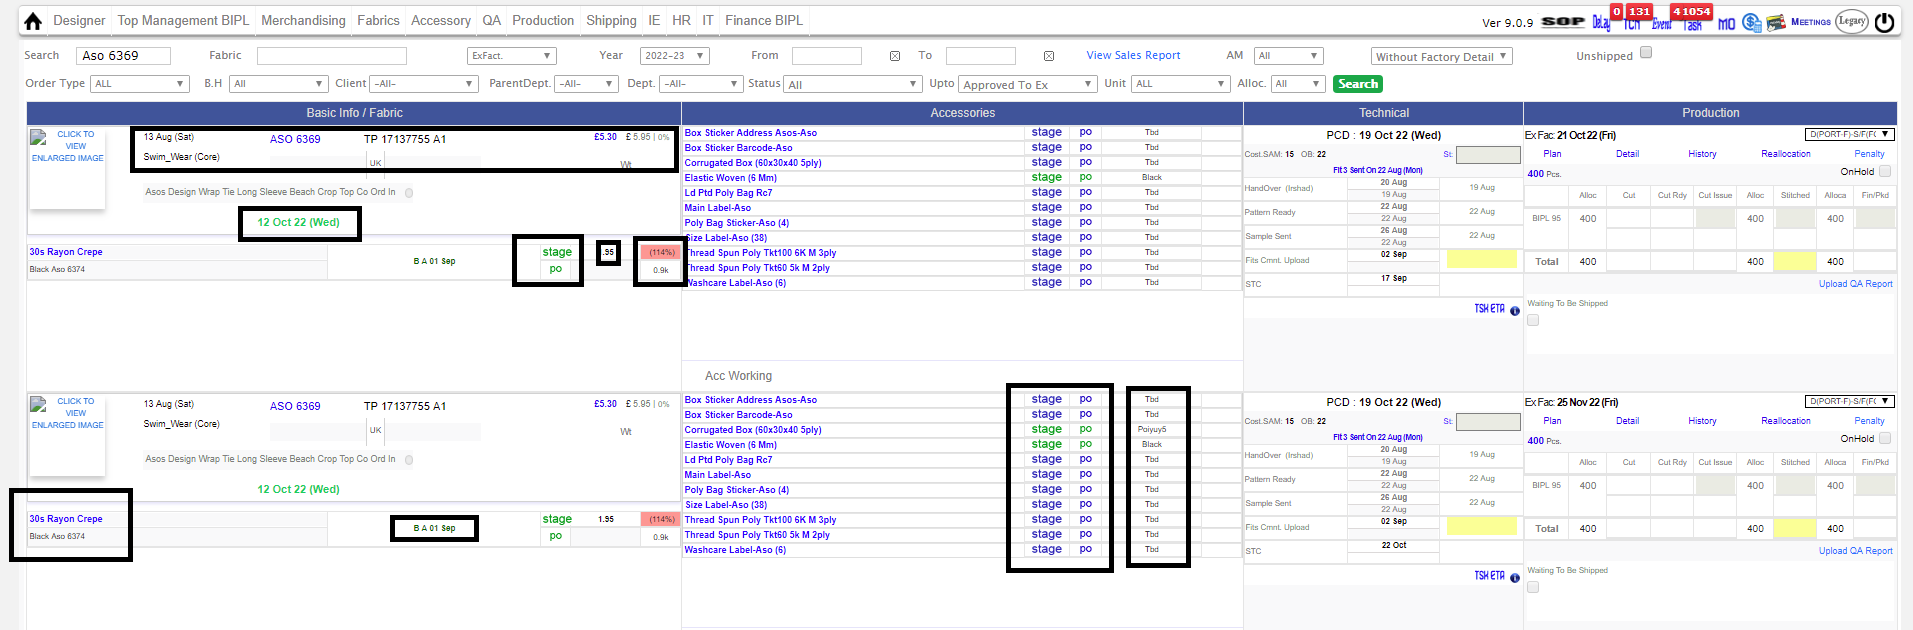 Designer Top Management BIPL Merchandising Fabrics Accessory QA Production Shipping IE HR IT Finance BIPL
Ver 9.0.9 SOP Delay 0 TCN 131 Event Task 41054 MO MEETINGS Legacy
Search Aso 6369 Fabric ExFact. Year 2022-23 From To View Sales Report AM All Without Factory Detail Unshipped
Order Type ALL B.H All Client -All- ParentDept. -All- Dept. -All- Status All Upto Approved To Ex Unit ALL Alloc. All Search
Basic Info / Fabric Accessories Technical Production
CLICK TO
VIEW
ENLARGED IMAGE
13 Aug (Sat) ASO 6369 TP 17137755 A1 £5.30 £ 5.95 | 0%
Swim_Wear (Core) UK Wt
Asos Design Wrap Tie Long Sleeve Beach Crop Top Co Ord In
12 Oct 22 (Wed)
30s Rayon Crepe
Black Aso 6374
B A 01 Sep
stage .95 (114%)
po 0.9k
Box Sticker Address Asos-Aso stage po Tbd
Box Sticker Barcode-Aso stage po Tbd
Corrugated Box (60x30x40 5ply) stage po Tbd
Elastic Woven (6 Mm) stage po Black
Ld Ptd Poly Bag Rc7 stage po Tbd
Main Label-Aso stage po Tbd
Poly Bag Sticker-Aso (4) stage po Tbd
Size Label-Aso (38) stage po Tbd
Thread Spun Poly Tkt100 6K M 3ply stage po Tbd
Thread Spun Poly Tkt60 5k M 2ply stage po Tbd
Washcare Label-Aso (6) stage po Tbd
Acc Working
PCD : 19 Oct 22 (Wed)
Cost.SAM: 15 OB: 22 St:
Fit 3 Sent On 22 Aug (Mon)
HandOver (Irshad) 20 Aug 19 Aug 19 Aug
Pattern Ready 22 Aug 22 Aug 22 Aug
Sample Sent 26 Aug 22 Aug 22 Aug
Fits Cmnt. Upload 02 Sep
STC 17 Sep
TSK ETA
Ex Fac: 21 Oct 22 (Fri) D(PORT-F)-S/F(FC
Plan Detail History Reallocation Penalty
400 Pcs. OnHold
Alloc Cut Cut Rdy Cut Issue Alloc Stitched Alloca Fin/Pkd
BIPL 95 400 400 400
Total 400 400 400
Upload QA Report
Waiting To Be Shipped
CLICK TO
VIEW
ENLARGED IMAGE
13 Aug (Sat) ASO 6369 TP 17137755 A1 £5.30 £ 5.95 | 0%
Swim_Wear (Core) UK Wt
Asos Design Wrap Tie Long Sleeve Beach Crop Top Co Ord In
12 Oct 22 (Wed)
30s Rayon Crepe
Black Aso 6374
B A 01 Sep
stage 1.95 (114%)
po 0.9k
Box Sticker Address Asos-Aso stage po Tbd
Box Sticker Barcode-Aso stage po Tbd
Corrugated Box (60x30x40 5ply) stage po Poiyuy5
Elastic Woven (6 Mm) stage po Black
Ld Ptd Poly Bag Rc7 stage po Tbd
Main Label-Aso stage po Tbd
Poly Bag Sticker-Aso (4) stage po Tbd
Size Label-Aso (38) stage po Tbd
Thread Spun Poly Tkt100 6K M 3ply stage po Tbd
Thread Spun Poly Tkt60 5k M 2ply stage po Tbd
Washcare Label-Aso (6) stage po Tbd
PCD : 19 Oct 22 (Wed)
Cost.SAM: 15 OB: 22 St:
Fit 3 Sent On 22 Aug (Mon)
HandOver (Irshad) 20 Aug 19 Aug 19 Aug
Pattern Ready 22 Aug 22 Aug 22 Aug
Sample Sent 26 Aug 22 Aug 22 Aug
Fits Cmnt. Upload 02 Sep
STC 22 Oct
TSK ETA
Ex Fac: 25 Nov 22 (Fri) D(PORT-F)-S/F(FC
Plan Detail History Reallocation Penalty
400 Pcs. OnHold
Alloc Cut Cut Rdy Cut Issue Alloc Stitched Alloca Fin/Pkd
BIPL 95 400 400 400
Total 400 400 400
Upload QA Report
Waiting To Be Shipped